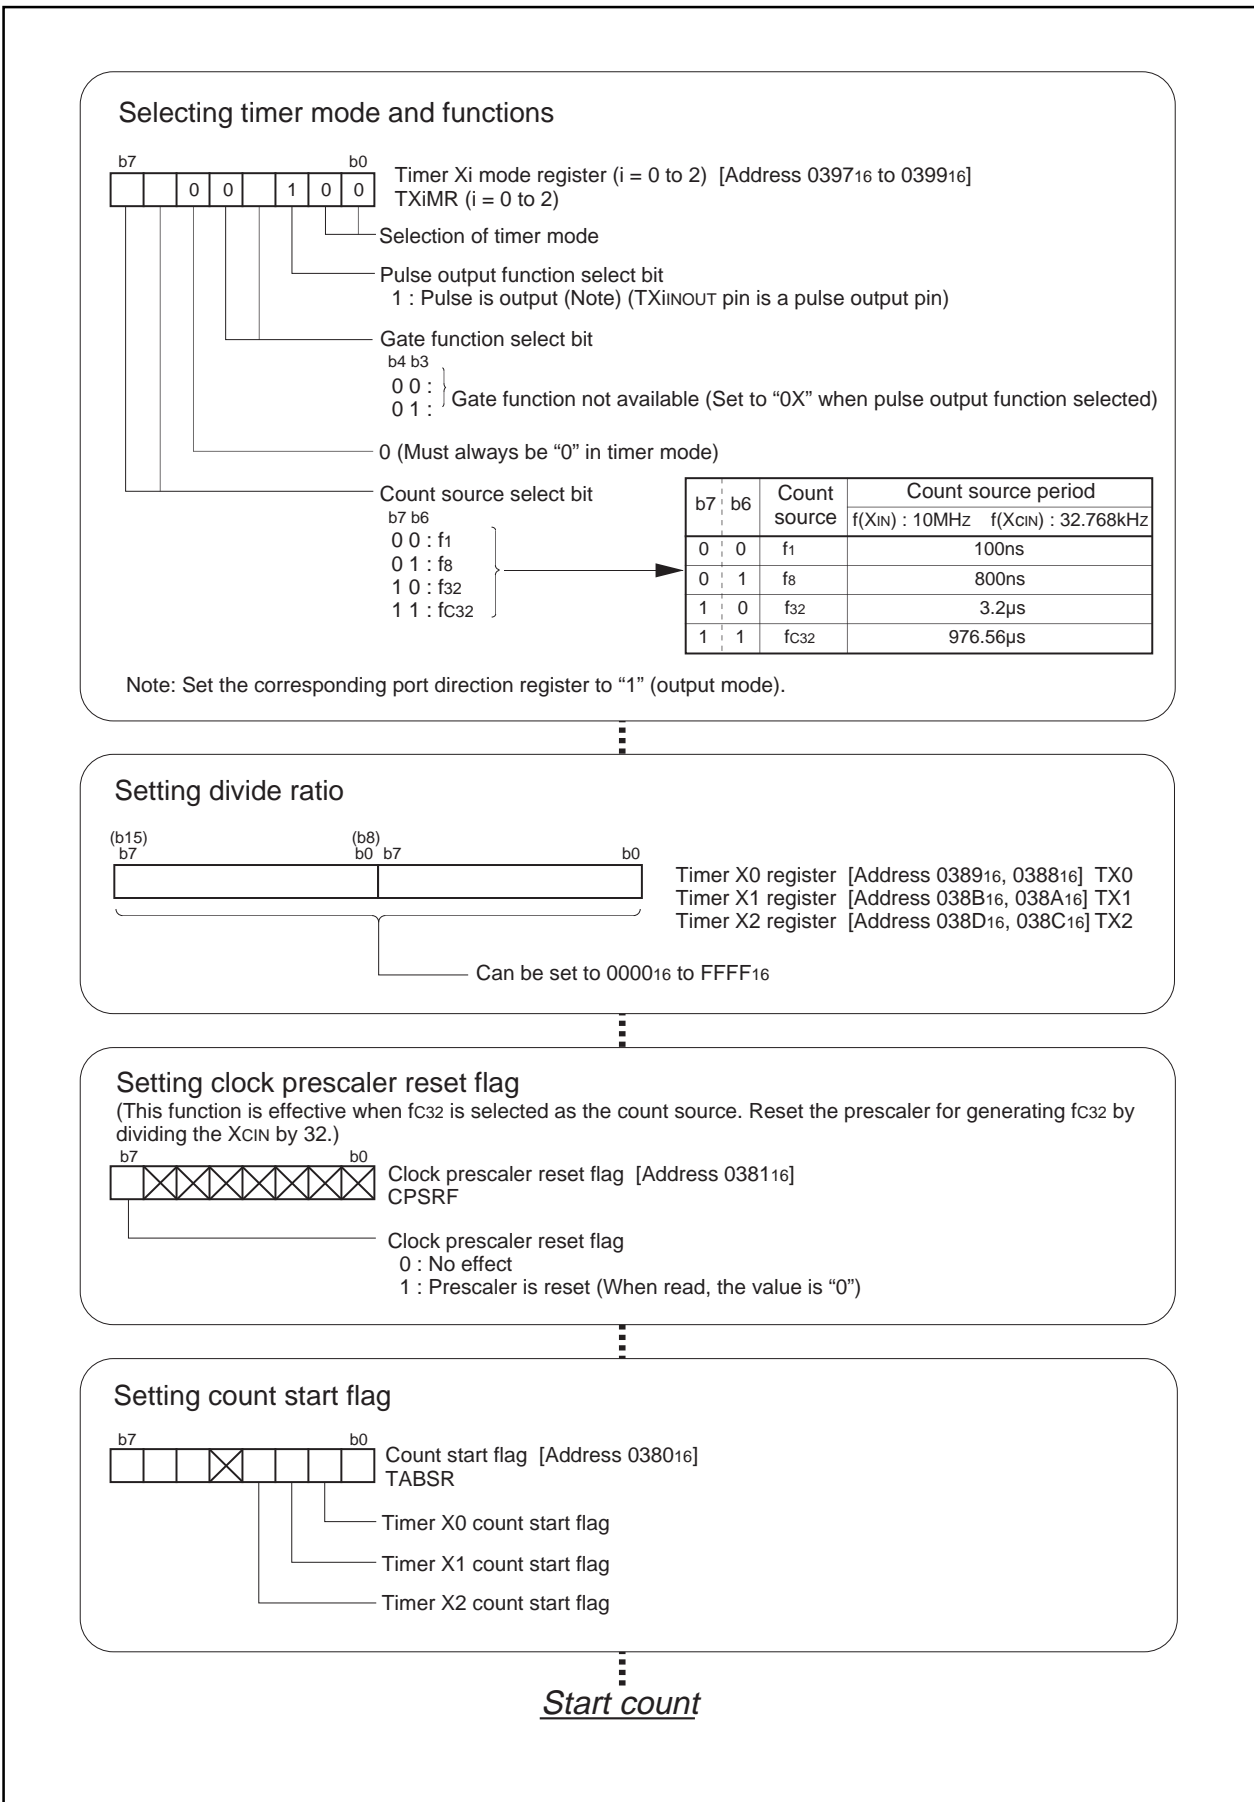 Selecting timer mode and functions
b7 b0
0 0 1 0 0
Timer Xi mode register (i = 0 to 2) [Address 039716 to 039916]
TXiMR (i = 0 to 2)
Selection of timer mode
Pulse output function select bit
1 : Pulse is output (Note) (TXiINOUT pin is a pulse output pin)
Gate function select bit
b4 b3
0 0 :
0 1 :
Gate function not available (Set to “0X” when pulse output function selected)
0 (Must always be “0” in timer mode)
Count source select bit
b7 b6
0 0 : f1
0 1 : f8
1 0 : f32
1 1 : fC32
b7 b6 Count source Count source period
f(XIN) : 10MHz f(XCIN) : 32.768kHz
0 0 f1 100ns
0 1 f8 800ns
1 0 f32 3.2µs
1 1 fC32 976.56µs
Note: Set the corresponding port direction register to “1” (output mode).
Setting divide ratio
(b15) (b8)
b7 b0 b7 b0
Timer X0 register [Address 038916, 038816] TX0
Timer X1 register [Address 038B16, 038A16] TX1
Timer X2 register [Address 038D16, 038C16] TX2
Can be set to 000016 to FFFF16
Setting clock prescaler reset flag
(This function is effective when fC32 is selected as the count source. Reset the prescaler for generating fC32 by
dividing the XCIN by 32.)
b7 b0
Clock prescaler reset flag [Address 038116]
CPSRF
Clock prescaler reset flag
0 : No effect
1 : Prescaler is reset (When read, the value is “0”)
Setting count start flag
b7 b0
Count start flag [Address 038016]
TABSR
Timer X0 count start flag
Timer X1 count start flag
Timer X2 count start flag
Start count